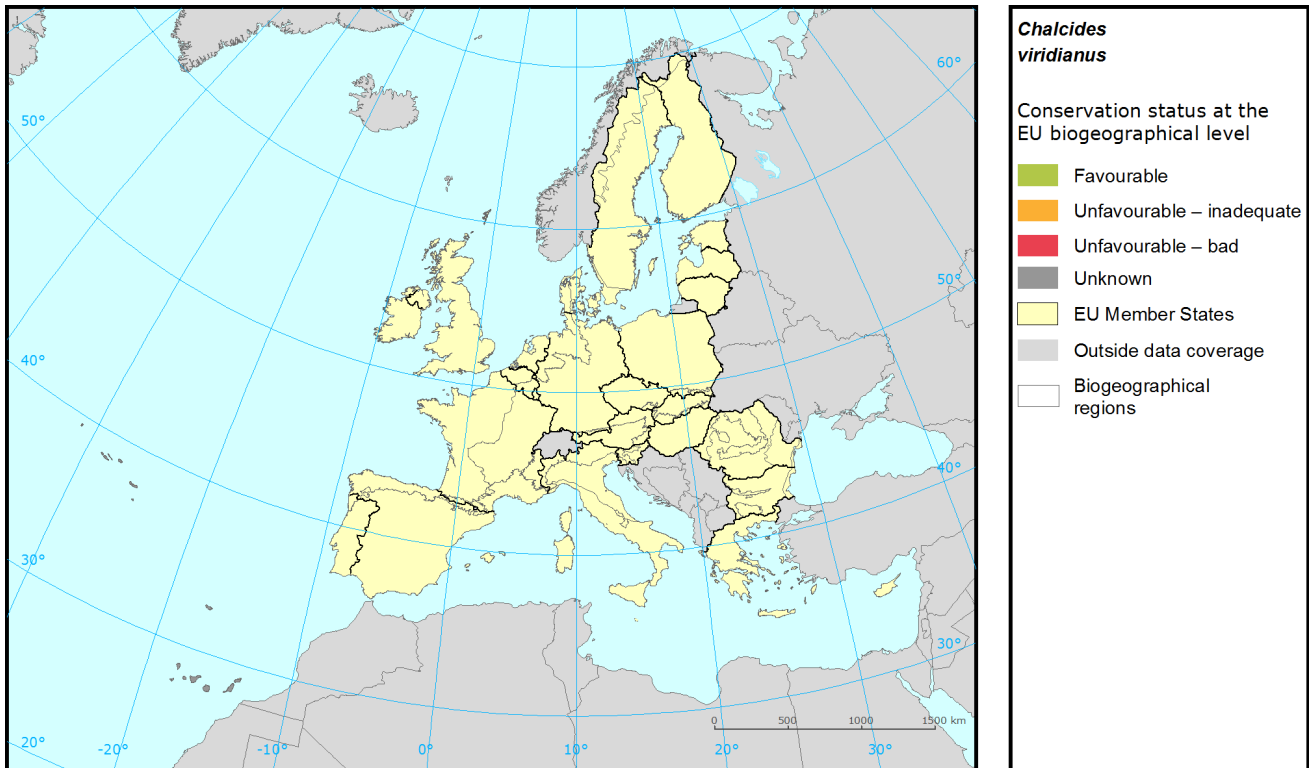 60°
50°
50°
40°
40°
30°
30°
20°
-20°
-10°
0°
10°
20°
30°
0 500 1000 1500 km
Chalcides
viridianus
Conservation status at the
EU biogeographical level
Favourable
Unfavourable – inadequate
Unfavourable – bad
Unknown
EU Member States
Outside data coverage
Biogeographical
regions